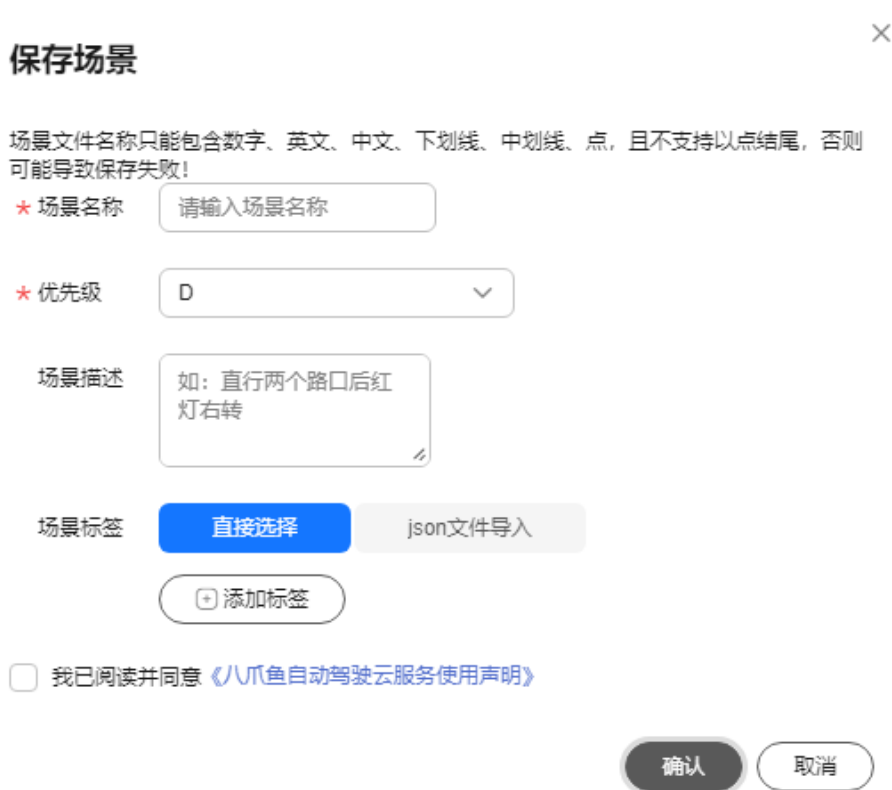 保存场景
场景文件名称只能包含数字、英文、中文、下划线、中划线、点，且不支持以点结尾，否则
可能导致保存失败！
* 场景名称 请输入场景名称
* 优先级 D
场景描述 如：直行两个路口后红
灯右转
场景标签 直接选择 json文件导入
添加标签
我已阅读并同意《八爪鱼自动驾驶云服务使用声明》
确认 取消